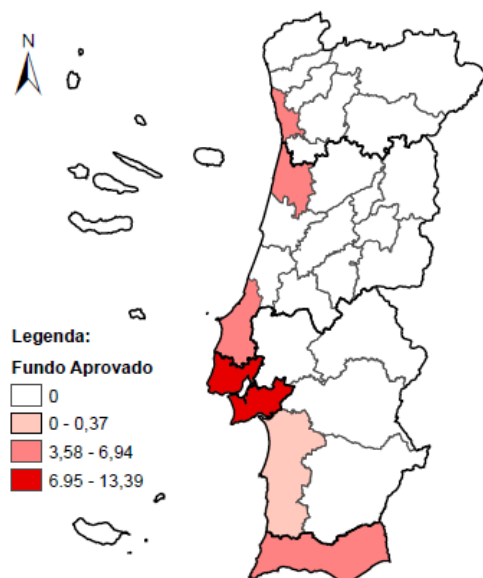 N
Legenda:
Fundo Aprovado
0
0 - 0,37
3,58 - 6,94
6.95 - 13,39